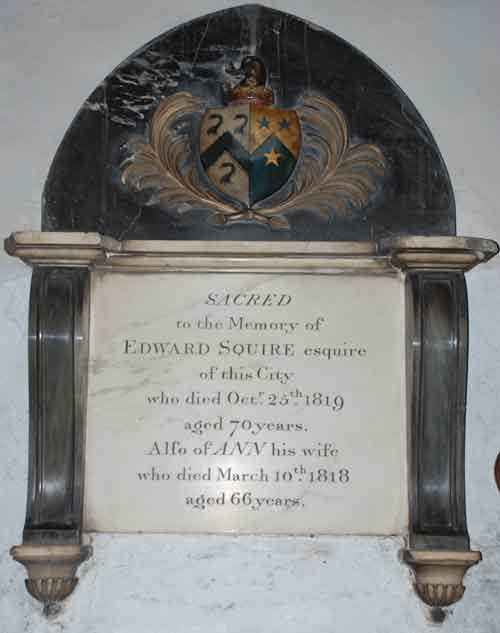 SACRED
to the Memory of
EDWARD SQUIRE esquire
of this City
who died Octr. 25th. 1819
aged 70 years.
Alſo of ANN his wife
who died March 10th. 1818
aged 66 years.